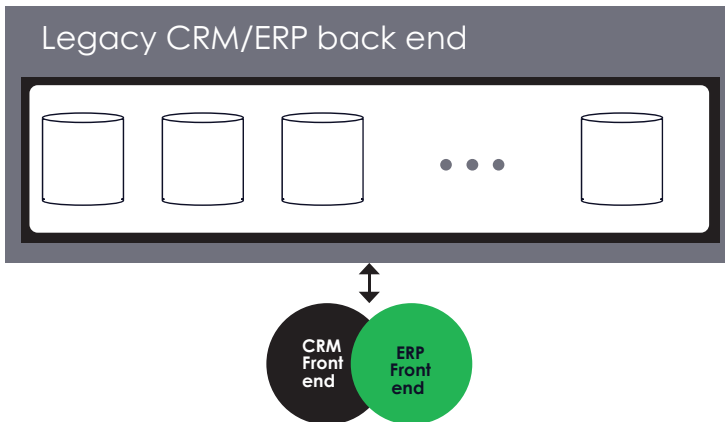 Legacy CRM/ERP back end
CRM
Front
end
ERP
Front
end